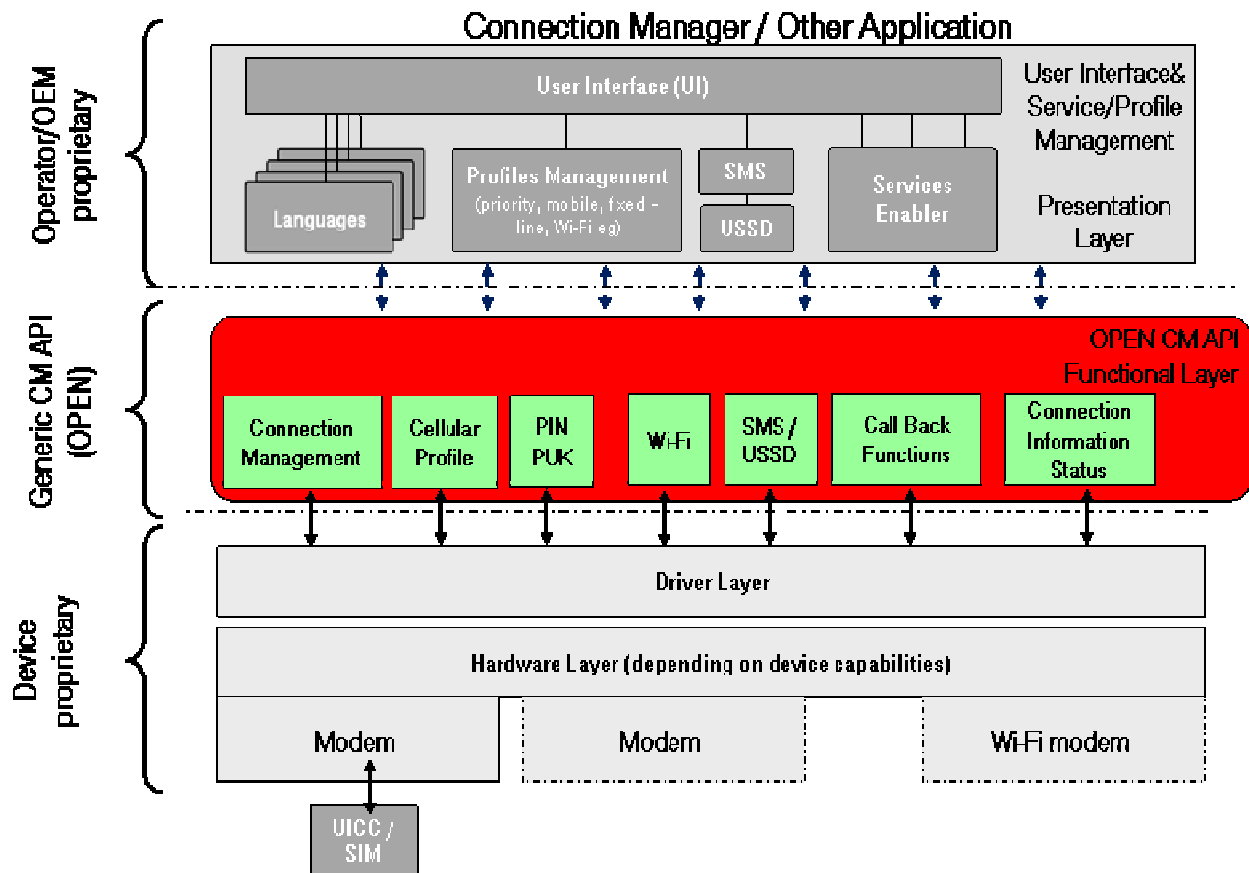 Connection Manager / Other Application
Operator/OEM
proprietary
User Interface (UI)
User Interface&
Service/Profile
Management
Presentation
Layer
Languages
Profiles Management
(priority, mobile, fixed –
line, Wi-Fi eg)
SMS
USSD
Services
Enabler
Generic CM API
(OPEN)
OPEN CM API
Functional Layer
Connection
Management
Cellular
Profile
PIN
PUK
Wi-Fi
SMS /
USSD
Call Back
Functions
Connection
Information
Status
Device
proprietary
Driver Layer
Hardware Layer (depending on device capabilities)
Modem
Modem
Wi-Fi modem
UICC /
SIM